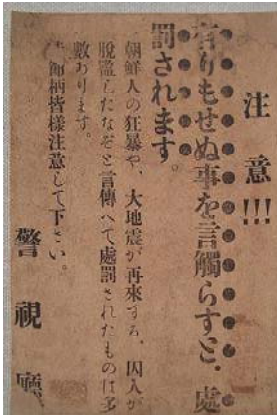 注意!!!
有りもせぬ事を言觸らすと、處
罰されます。
朝鮮人の狂暴や、大地震が再來する、囚人が
脱監したなぞと言傳へて處罰されたものは多
數あります。
時節柄皆様注意して下さい。
警視廳